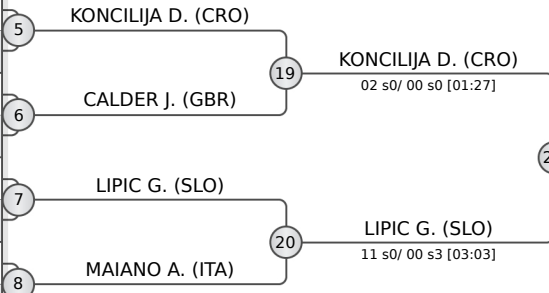 KONCILIJA D. (CRO)
5
19
KONCILIJA D. (CRO)
02 s0/ 00 s0 [01:27]
CALDER J. (GBR)
6
LIPIC G. (SLO)
7
20
LIPIC G. (SLO)
11 s0/ 00 s3 [03:03]
MAIANO A. (ITA)
8